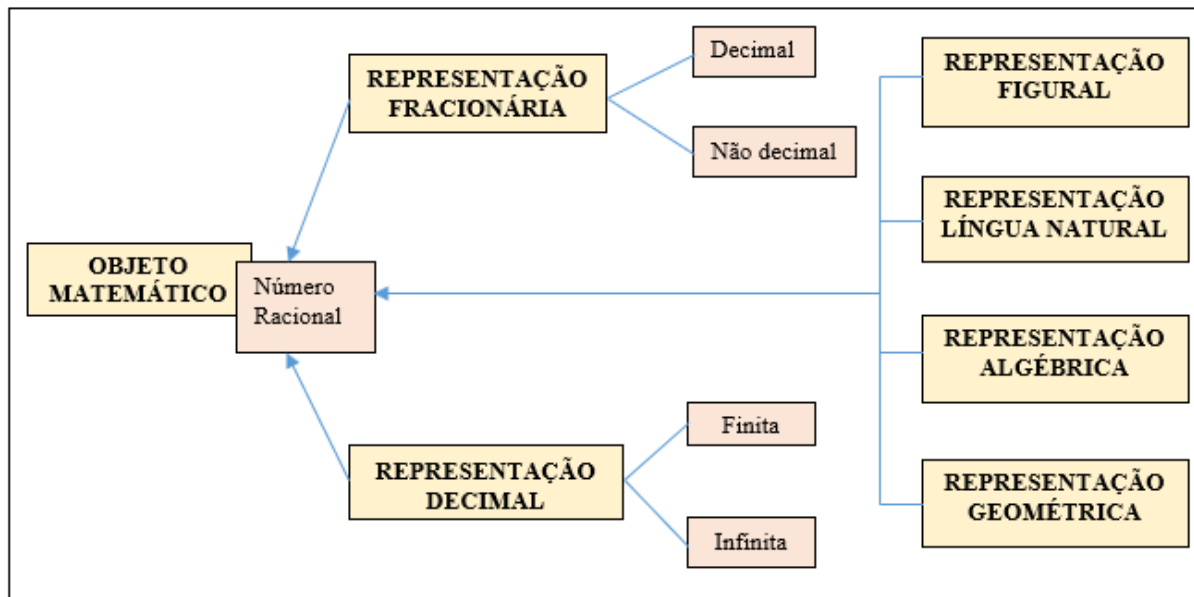 REPRESENTAÇÃO
FRACIONÁRIA
Decimal
Não decimal
OBJETO
MATEMÁTICO
Número
Racional
REPRESENTAÇÃO
DECIMAL
Finita
Infinita
REPRESENTAÇÃO
FIGURAL
REPRESENTAÇÃO
LÍNGUA NATURAL
REPRESENTAÇÃO
ALGÉBRICA
REPRESENTAÇÃO
GEOMÉTRICA